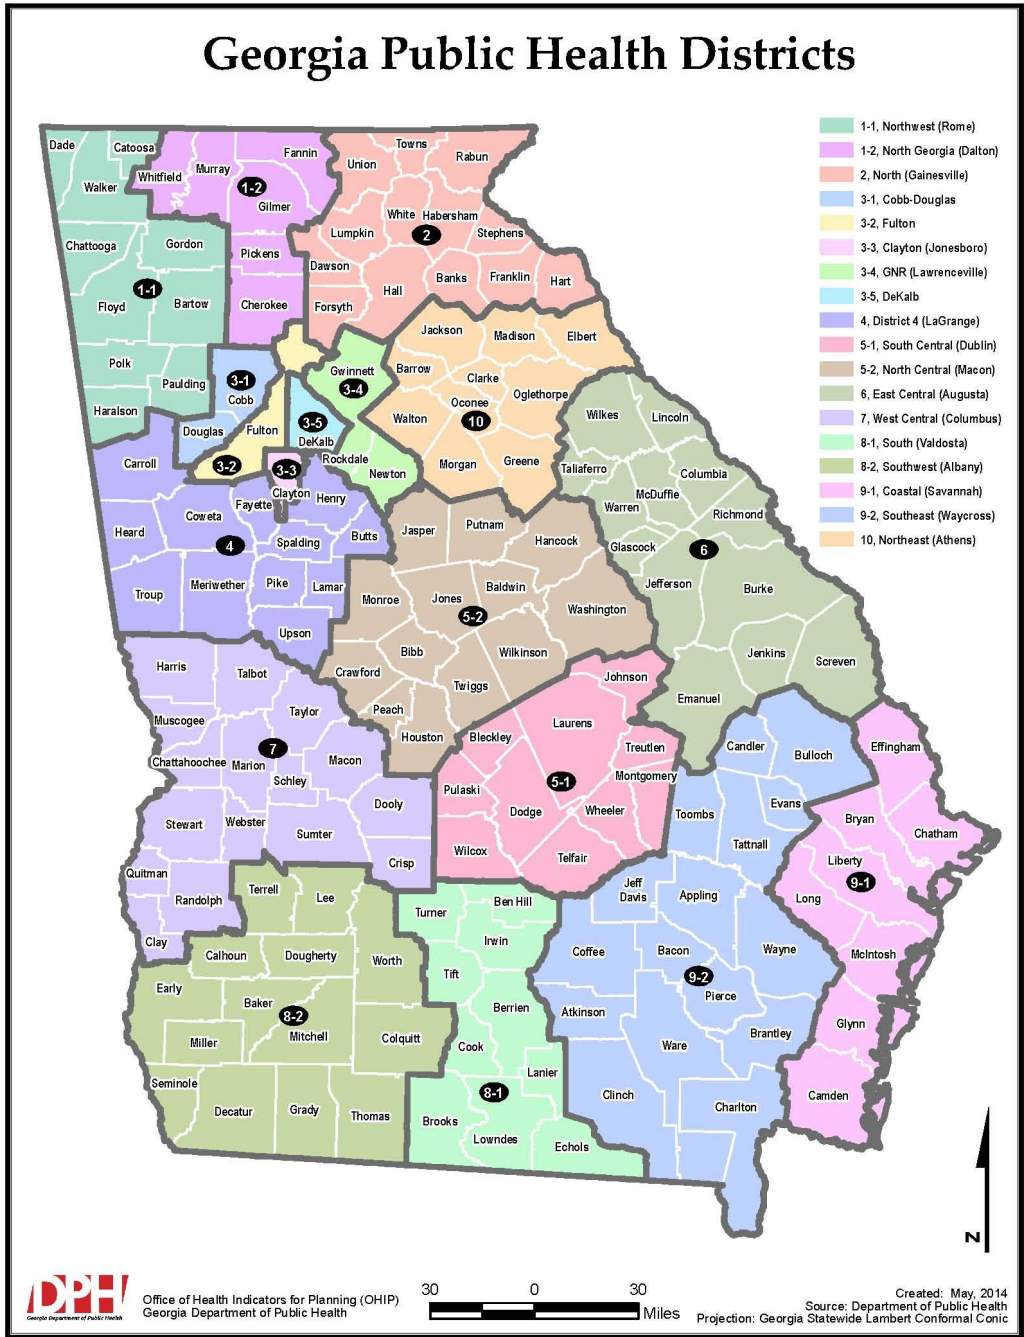 Georgia Public Health Districts
1-1, Northwest (Rome)
1-2, North Georgia (Dalton)
2, North (Gainesville)
3-1, Cobb-Douglas
3-2, Fulton
3-3, Clayton (Jonesboro)
3-4, GNR (Lawrenceville)
3-5, DeKalb
4, District 4 (LaGrange)
5-1, South Central (Dublin)
5-2, North Central (Macon)
6, East Central (Augusta)
7, West Central (Columbus)
8-1, South (Valdosta)
8-2, Southwest (Albany)
9-1, Coastal (Savannah)
9-2, Southeast (Waycross)
10, Northeast (Athens)
Dade
Catoosa
Walker
Chattooga
Gordon
1-1
Floyd
Bartow
Polk
Paulding
Haralson
Whitfield
Murray
Fannin
1-2
Gilmer
Pickens
Cherokee
Union
Towns
Rabun
White
Habersham
Lumpkin
2
Stephens
Dawson
Hall
Banks
Franklin
Hart
Forsyth
3-1
Cobb
Douglas
Fulton
3-2
3-3
Clayton
Gwinnett
3-4
Rockdale
Newton
3-5
DeKalb
Jackson
Madison
Elbert
Barrow
Clarke
Oconee
Oglethorpe
Walton
10
Morgan
Greene
Carroll
Fayette
Henry
Coweta
Heard
4
Spalding
Butts
Troup
Meriwether
Pike
Lamar
Upson
Jasper
Putnam
Hancock
Monroe
Jones
Baldwin
5-2
Washington
Bibb
Wilkinson
Crawford
Twiggs
Peach
Houston
Wilkes
Lincoln
Taliaferro
Columbia
McDuffie
Warren
Richmond
Glascock
6
Jefferson
Burke
Jenkins
Screven
Emanuel
Harris
Talbot
Taylor
Muscogee
Chattahoochee
Marion
7
Macon
Schley
Dooly
Stewart
Webster
Sumter
Crisp
Quitman
Randolph
Clay
Johnson
Laurens
Bleckley
Treutlen
Montgomery
5-1
Pulaski
Dodge
Wheeler
Wilcox
Telfair
Candler
Bulloch
Evans
Toombs
Tattnall
Jeff
Davis
Appling
Coffee
Bacon
Wayne
9-2
Pierce
Atkinson
Ware
Brantley
Clinch
Charlton
Effingham
Bryan
Chatham
Liberty
9-1
Long
McIntosh
Glynn
Camden
Terrell
Lee
Calhoun
Dougherty
Worth
Early
Baker
8-2
Mitchell
Miller
Colquitt
Seminole
Decatur
Grady
Thomas
Turner
Ben Hill
Irwin
Tift
Berrien
Cook
Lanier
8-1
Brooks
Lowndes
Echols
N
DPH
Georgia Department of Public Health
Office of Health Indicators for Planning (OHIP)
Georgia Department of Public Health
30 0 30
Miles
Created: May, 2014
Source: Department of Public Health
Projection: Georgia Statewide Lambert Conformal Conic